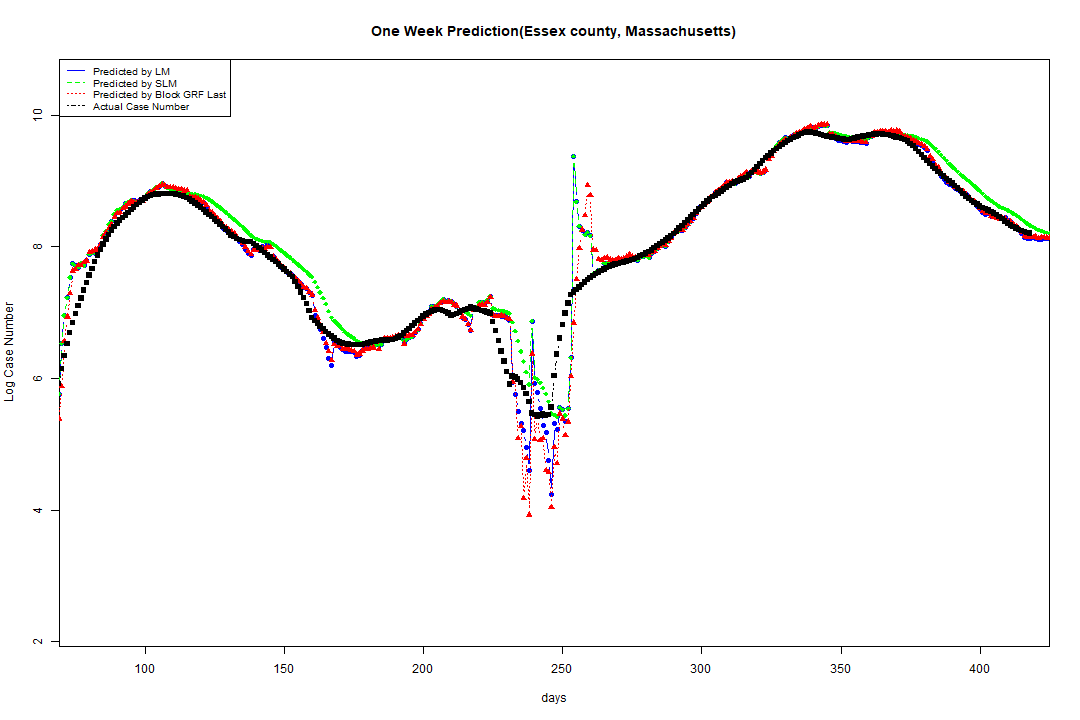 One Week Prediction(Essex county, Massachusetts)
Predicted by LM
Predicted by SLM
Predicted by Block GRF Last
Actual Case Number
Log Case Number
10
8
6
4
2
100 150 200 250 300 350 400
days